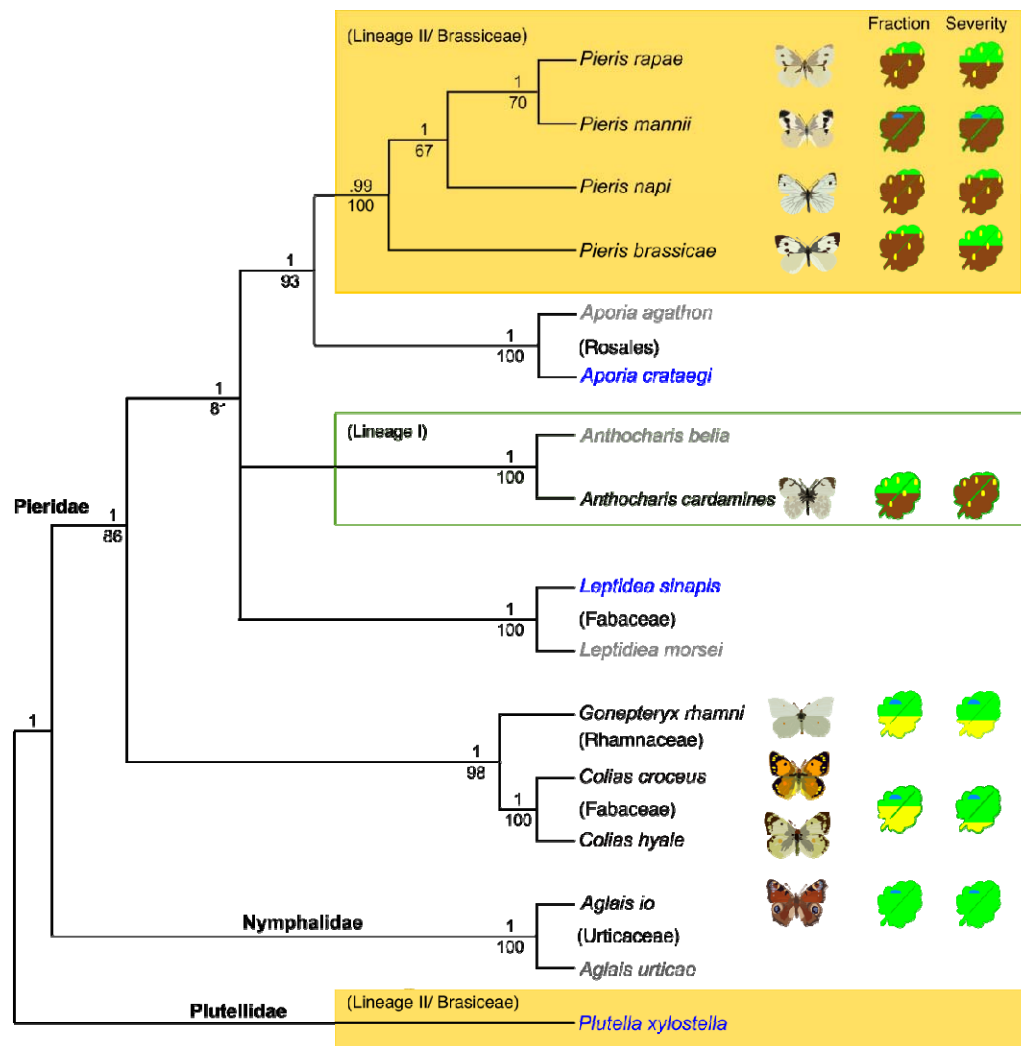 Fraction Severity
(Lineage II/ Brassiceae)
Pieris rapae
1
70
Pieris mannii
1
67
Pieris napi
.99
100
Pieris brassicae
1
93
Aporia agathon
1
100
(Rosales)
Aporia crataegi
1
(Lineage I)
Anthocharis belia
1
100
Anthocharis cardamines
Pieridae
1
86
Leptidea sinapis
1
100
(Fabaceae)
Leptidiea morsei
Gonepteryx rhamni
(Rhamnaceae)
1
98
Colias croceus
1
100
(Fabaceae)
Colias hyale
1
Aglais io
Nymphalidae
1
100
(Urticaceae)
Aglais urticae
(Lineage II/ Brasiceae)
Plutellidae
Plutella xylostella